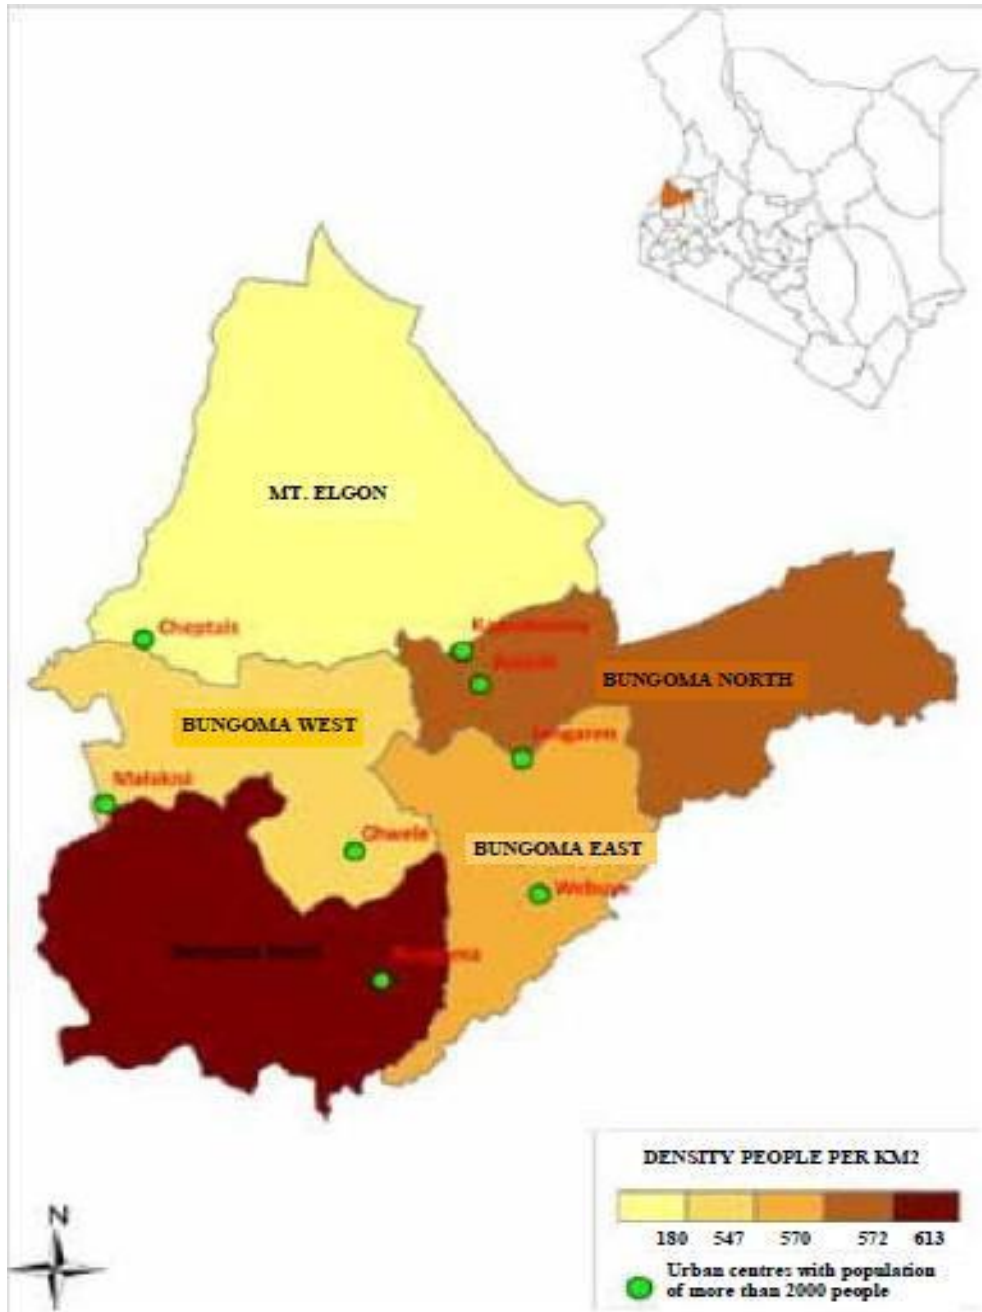 MT. ELGON
Cheptais
BUNGOMA NORTH
BUNGOMA WEST
Malakisi
Chwele
BUNGOMA EAST
Webuye
DENSITY PEOPLE PER KM2
180 547 570 572 613
Urban centres with population
of more than 2000 people
N